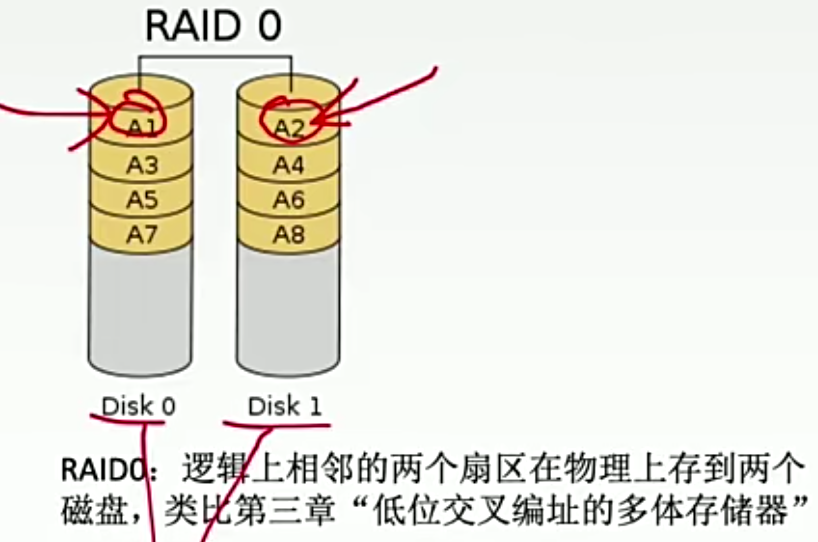 RAID 0
A1 A2
A3 A4
A5 A6
A7 A8
Disk 0 Disk 1
RAID0：逻辑上相邻的两个扇区在物理上存到两个
磁盘，类比第三章“低位交叉编址的多体存储器”